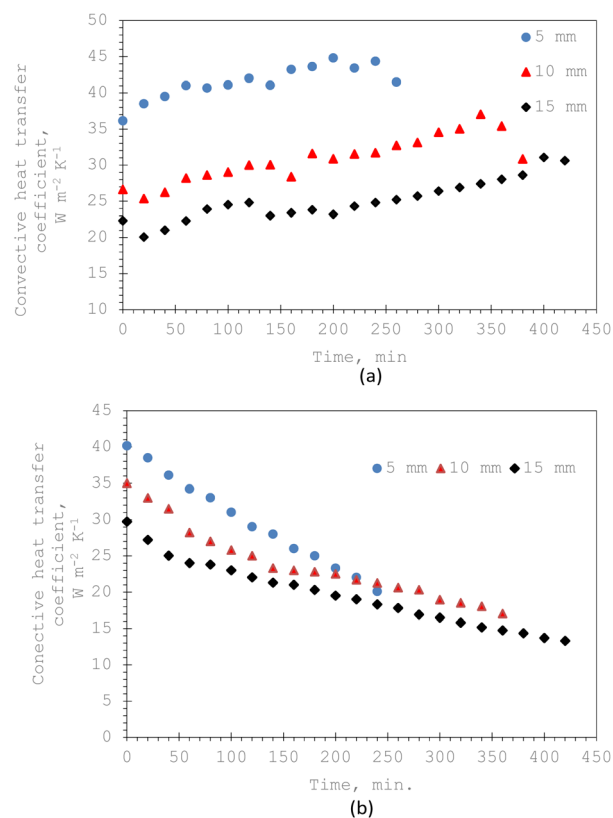 50
45
40
35
30
25
20
15
10
Convective heat transfer
coefficient,
W m⁻² K⁻¹
5 mm
10 mm
15 mm
0 50 100 150 200 250 300 350 400 450
Time, min
(a)
45
40
35
30
25
20
15
10
5
0
Conective heat transfer
coefficient,
W m⁻² K⁻¹
5 mm 10 mm 15 mm
0 50 100 150 200 250 300 350 400 450
Time, min.
(b)